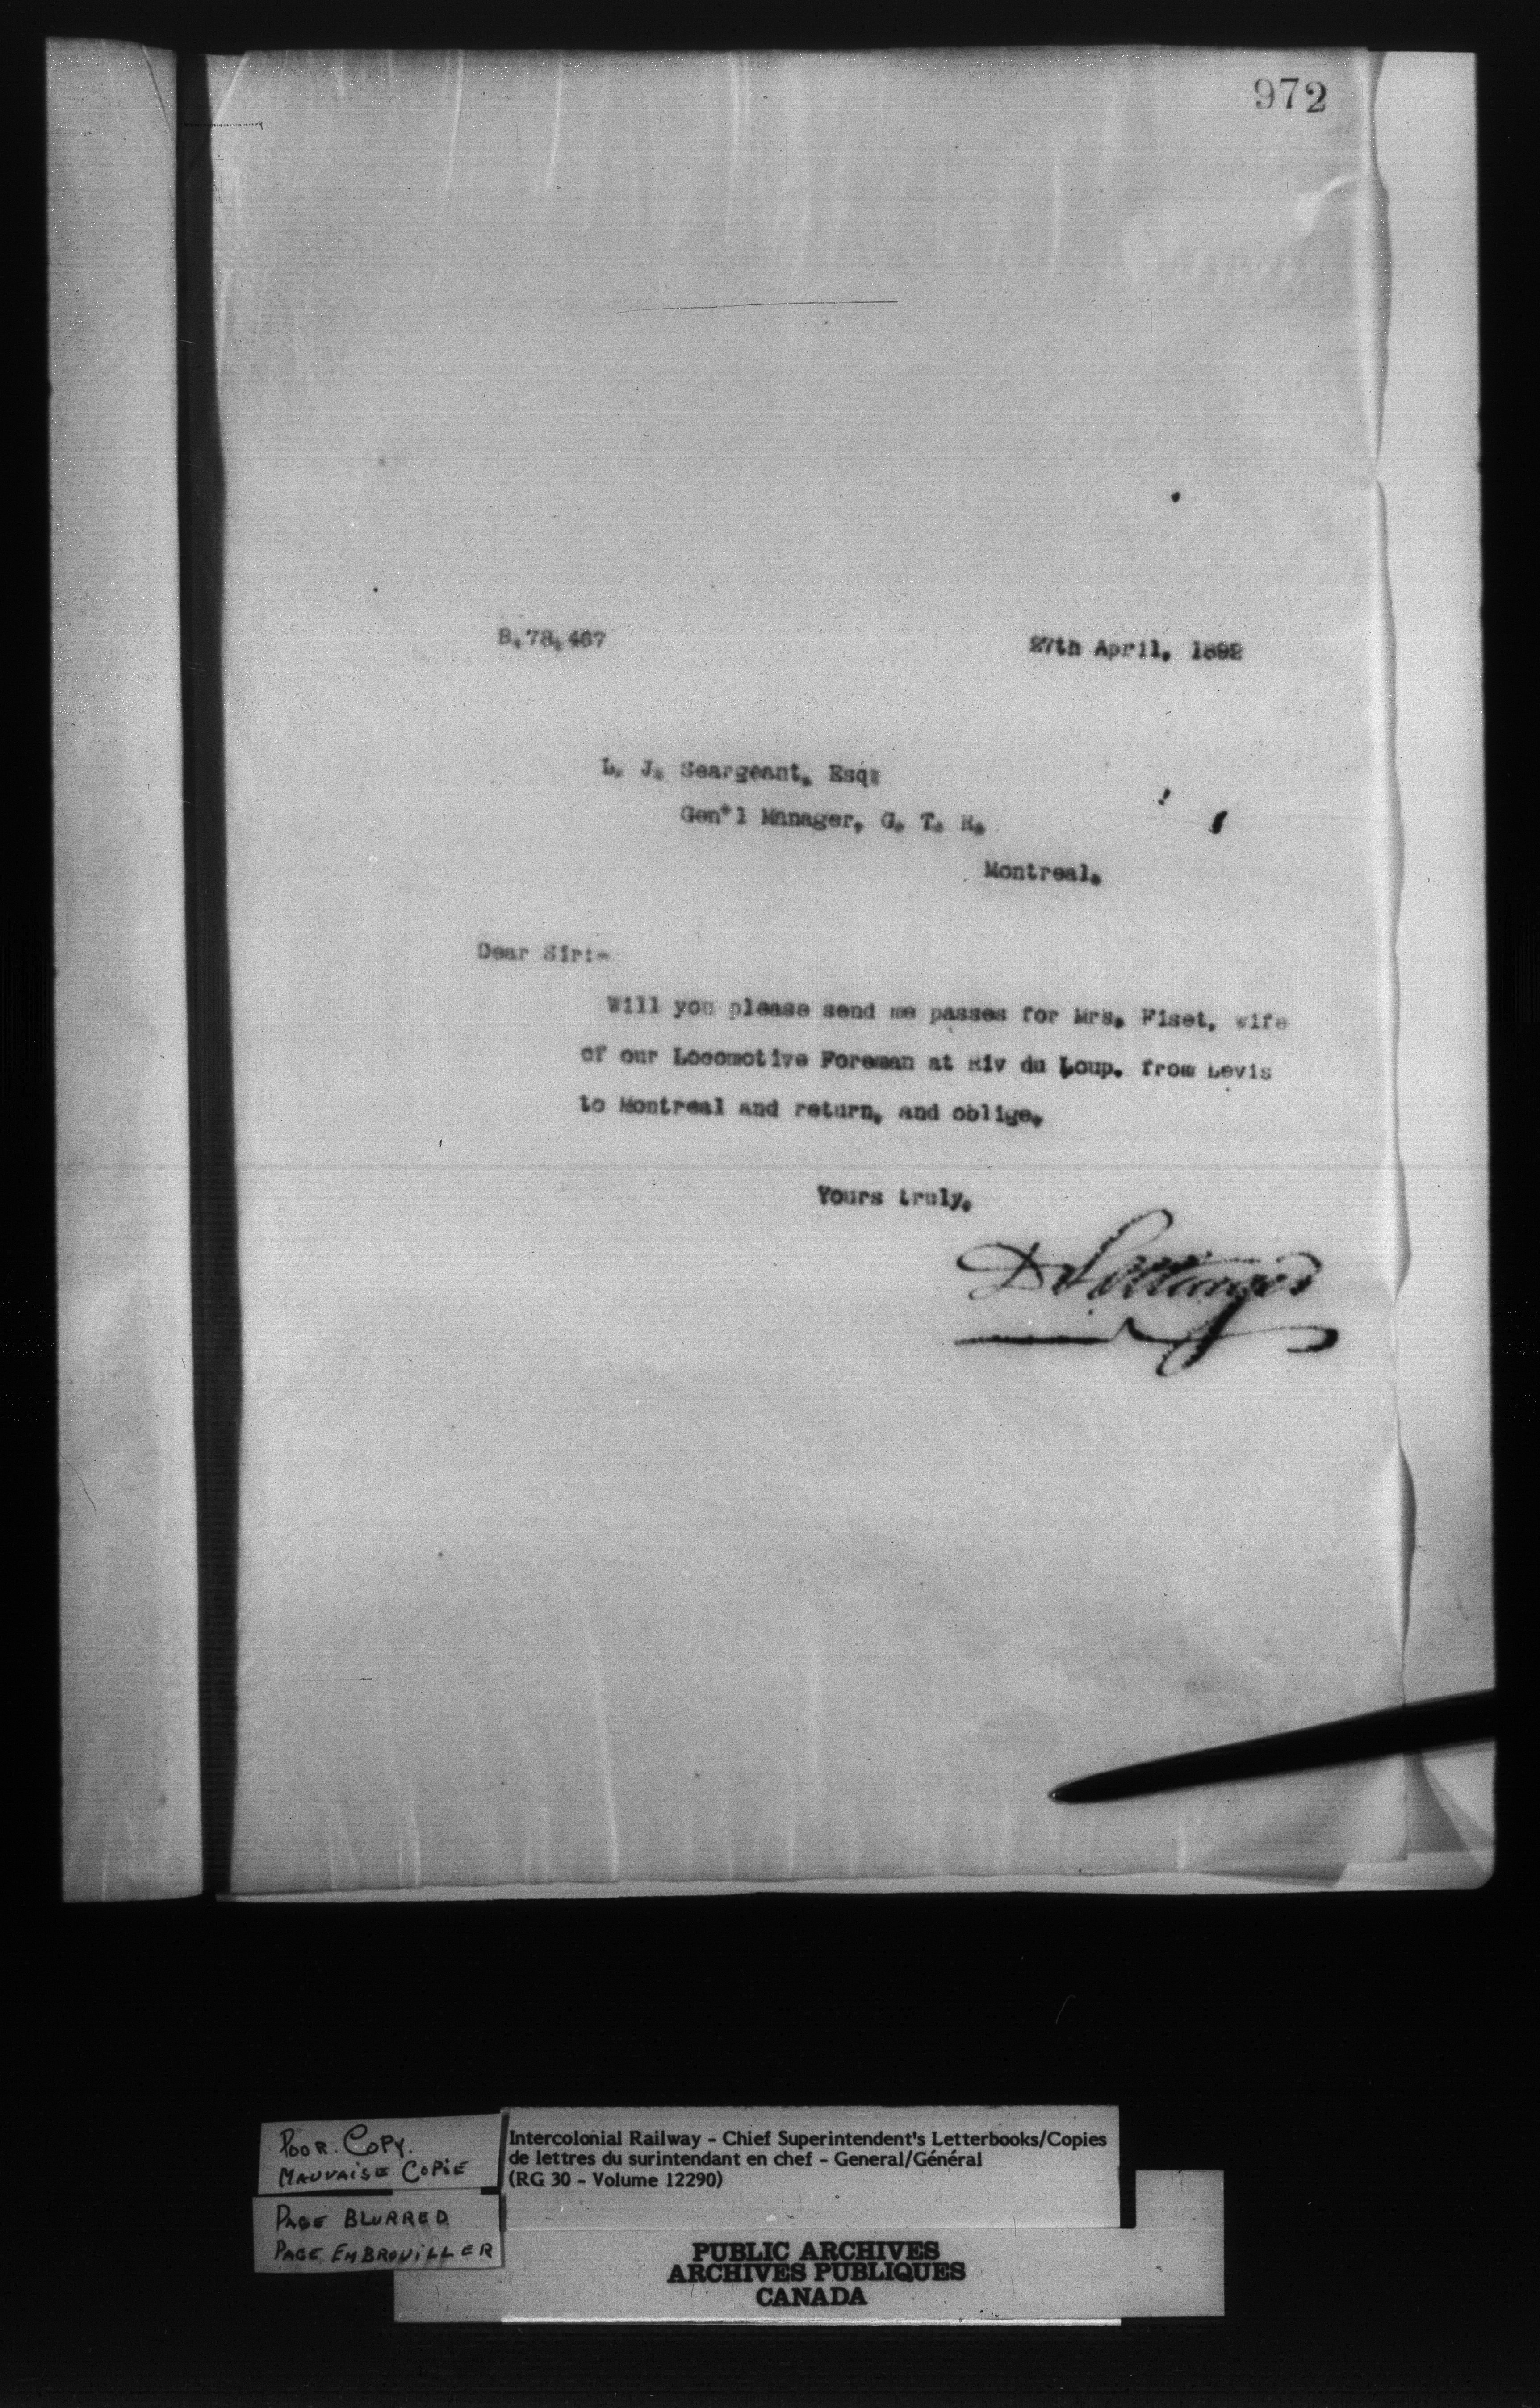 972
B.78,467
27th April, 1892
L. J. Seargeant, Esq:
Gen'l Manager, G. T. R.
Montreal.
Dear Sir:-
Will you please send me passes for Mrs. Fiset, wife
of our Locomotive Foreman at Riv du Loup. from Levis
to Montreal and return, and oblige,
Yours truly,
D Pottinger
POOR. COPY.
MAUVAISE COPIE
PAGE BLURRED
PAGE EMBROUILLER
Intercolonial Railway - Chief Superintendent's Letterbooks/Copies
de lettres du surintendant en chef - General/Général
(RG 30 - Volume 12290)
PUBLIC ARCHIVES
ARCHIVES PUBLIQUES
CANADA